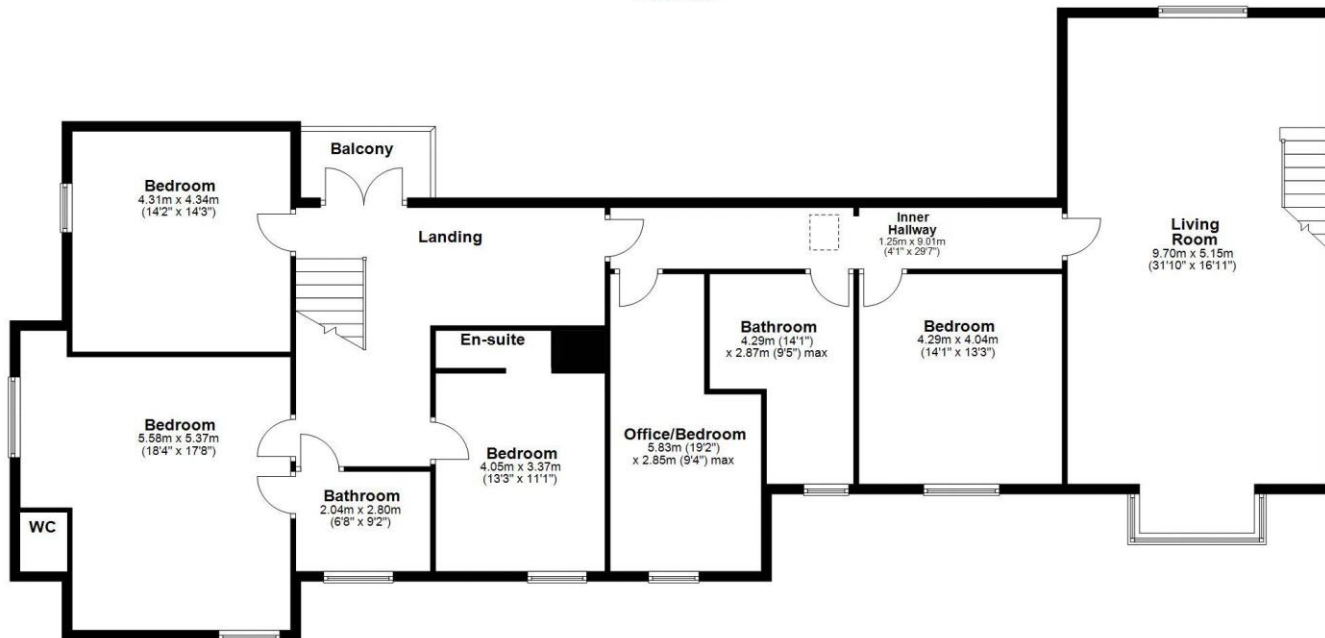 Balcony
Bedroom
4.31m x 4.34m
(14'2" x 14'3")
Landing
Inner
Hallway
1.25m x 9.01m
(4'1" x 29'7")
Living
Room
9.70m x 5.15m
(31'10" x 16'11")
En-suite
Bathroom
4.29m (14'1")
x 2.87m (9'5") max
Bedroom
4.29m x 4.04m
(14'1" x 13'3")
Bedroom
5.58m x 5.37m
(18'4" x 17'8")
Office/Bedroom
5.83m (19'2")
x 2.85m (9'4") max
Bedroom
4.05m x 3.37m
(13'3" x 11'1")
Bathroom
2.04m x 2.80m
(6'8" x 9'2")
WC